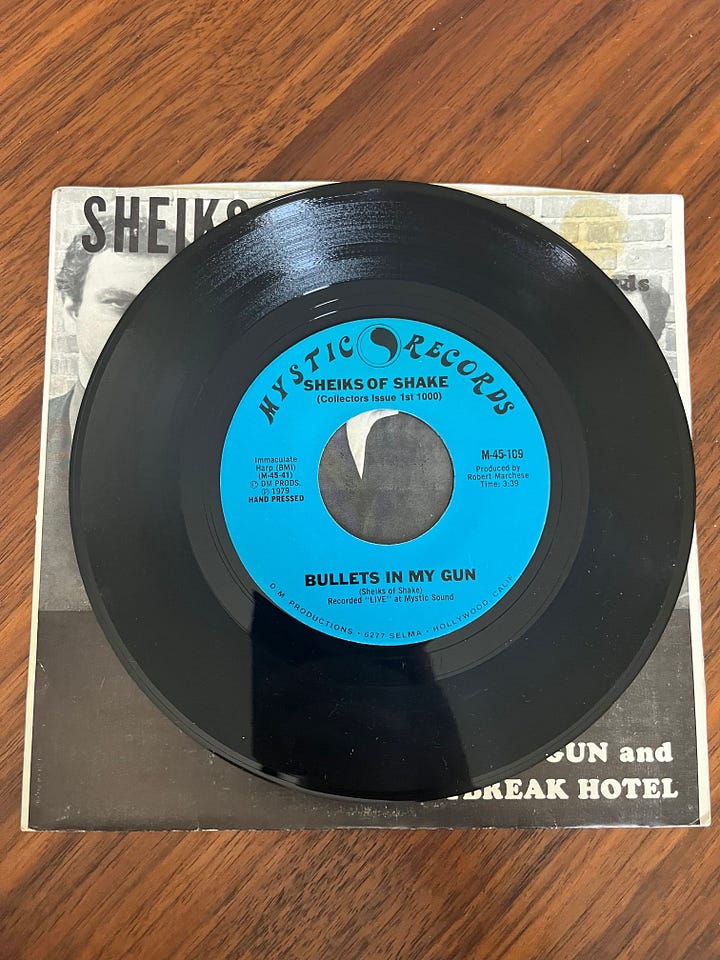 SHEIKS
MYSTIC RECORDS
SHEIKS OF SHAKE
(Collectors Issue 1st 1000)
Immaculate
Harp (BMI)
(M-45-41)
© DM PRODS.
℗ 1979
HAND PRESSED
M-45-109
Produced by
Robert Marchese
Time: 3:39
BULLETS IN MY GUN
(Sheiks of Shake)
Recorded "LIVE" at Mystic Sound
D.M. PRODUCTIONS · 6277 SELMA · HOLLYWOOD, CALIF
GUN and
BREAK HOTEL